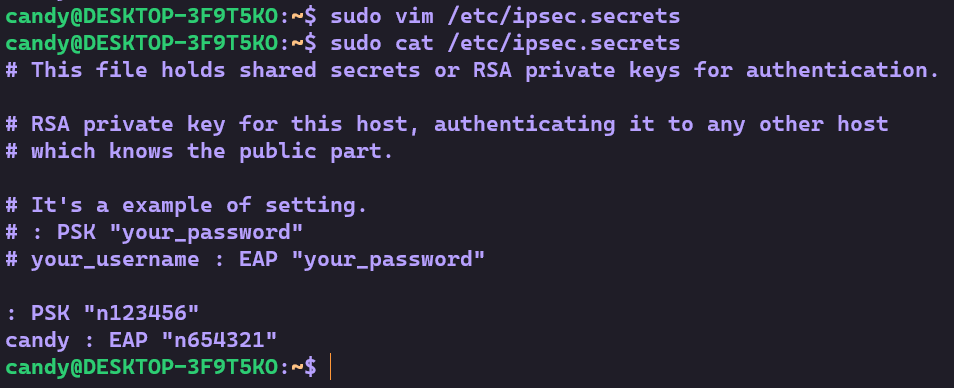 candy@DESKTOP-3F9T5KO:~$ sudo vim /etc/ipsec.secrets
candy@DESKTOP-3F9T5KO:~$ sudo cat /etc/ipsec.secrets
# This file holds shared secrets or RSA private keys for authentication.
# RSA private key for this host, authenticating it to any other host
# which knows the public part.
# It's a example of setting.
# : PSK "your_password"
# your_username : EAP "your_password"
: PSK "n123456"
candy : EAP "n654321"
candy@DESKTOP-3F9T5KO:~$